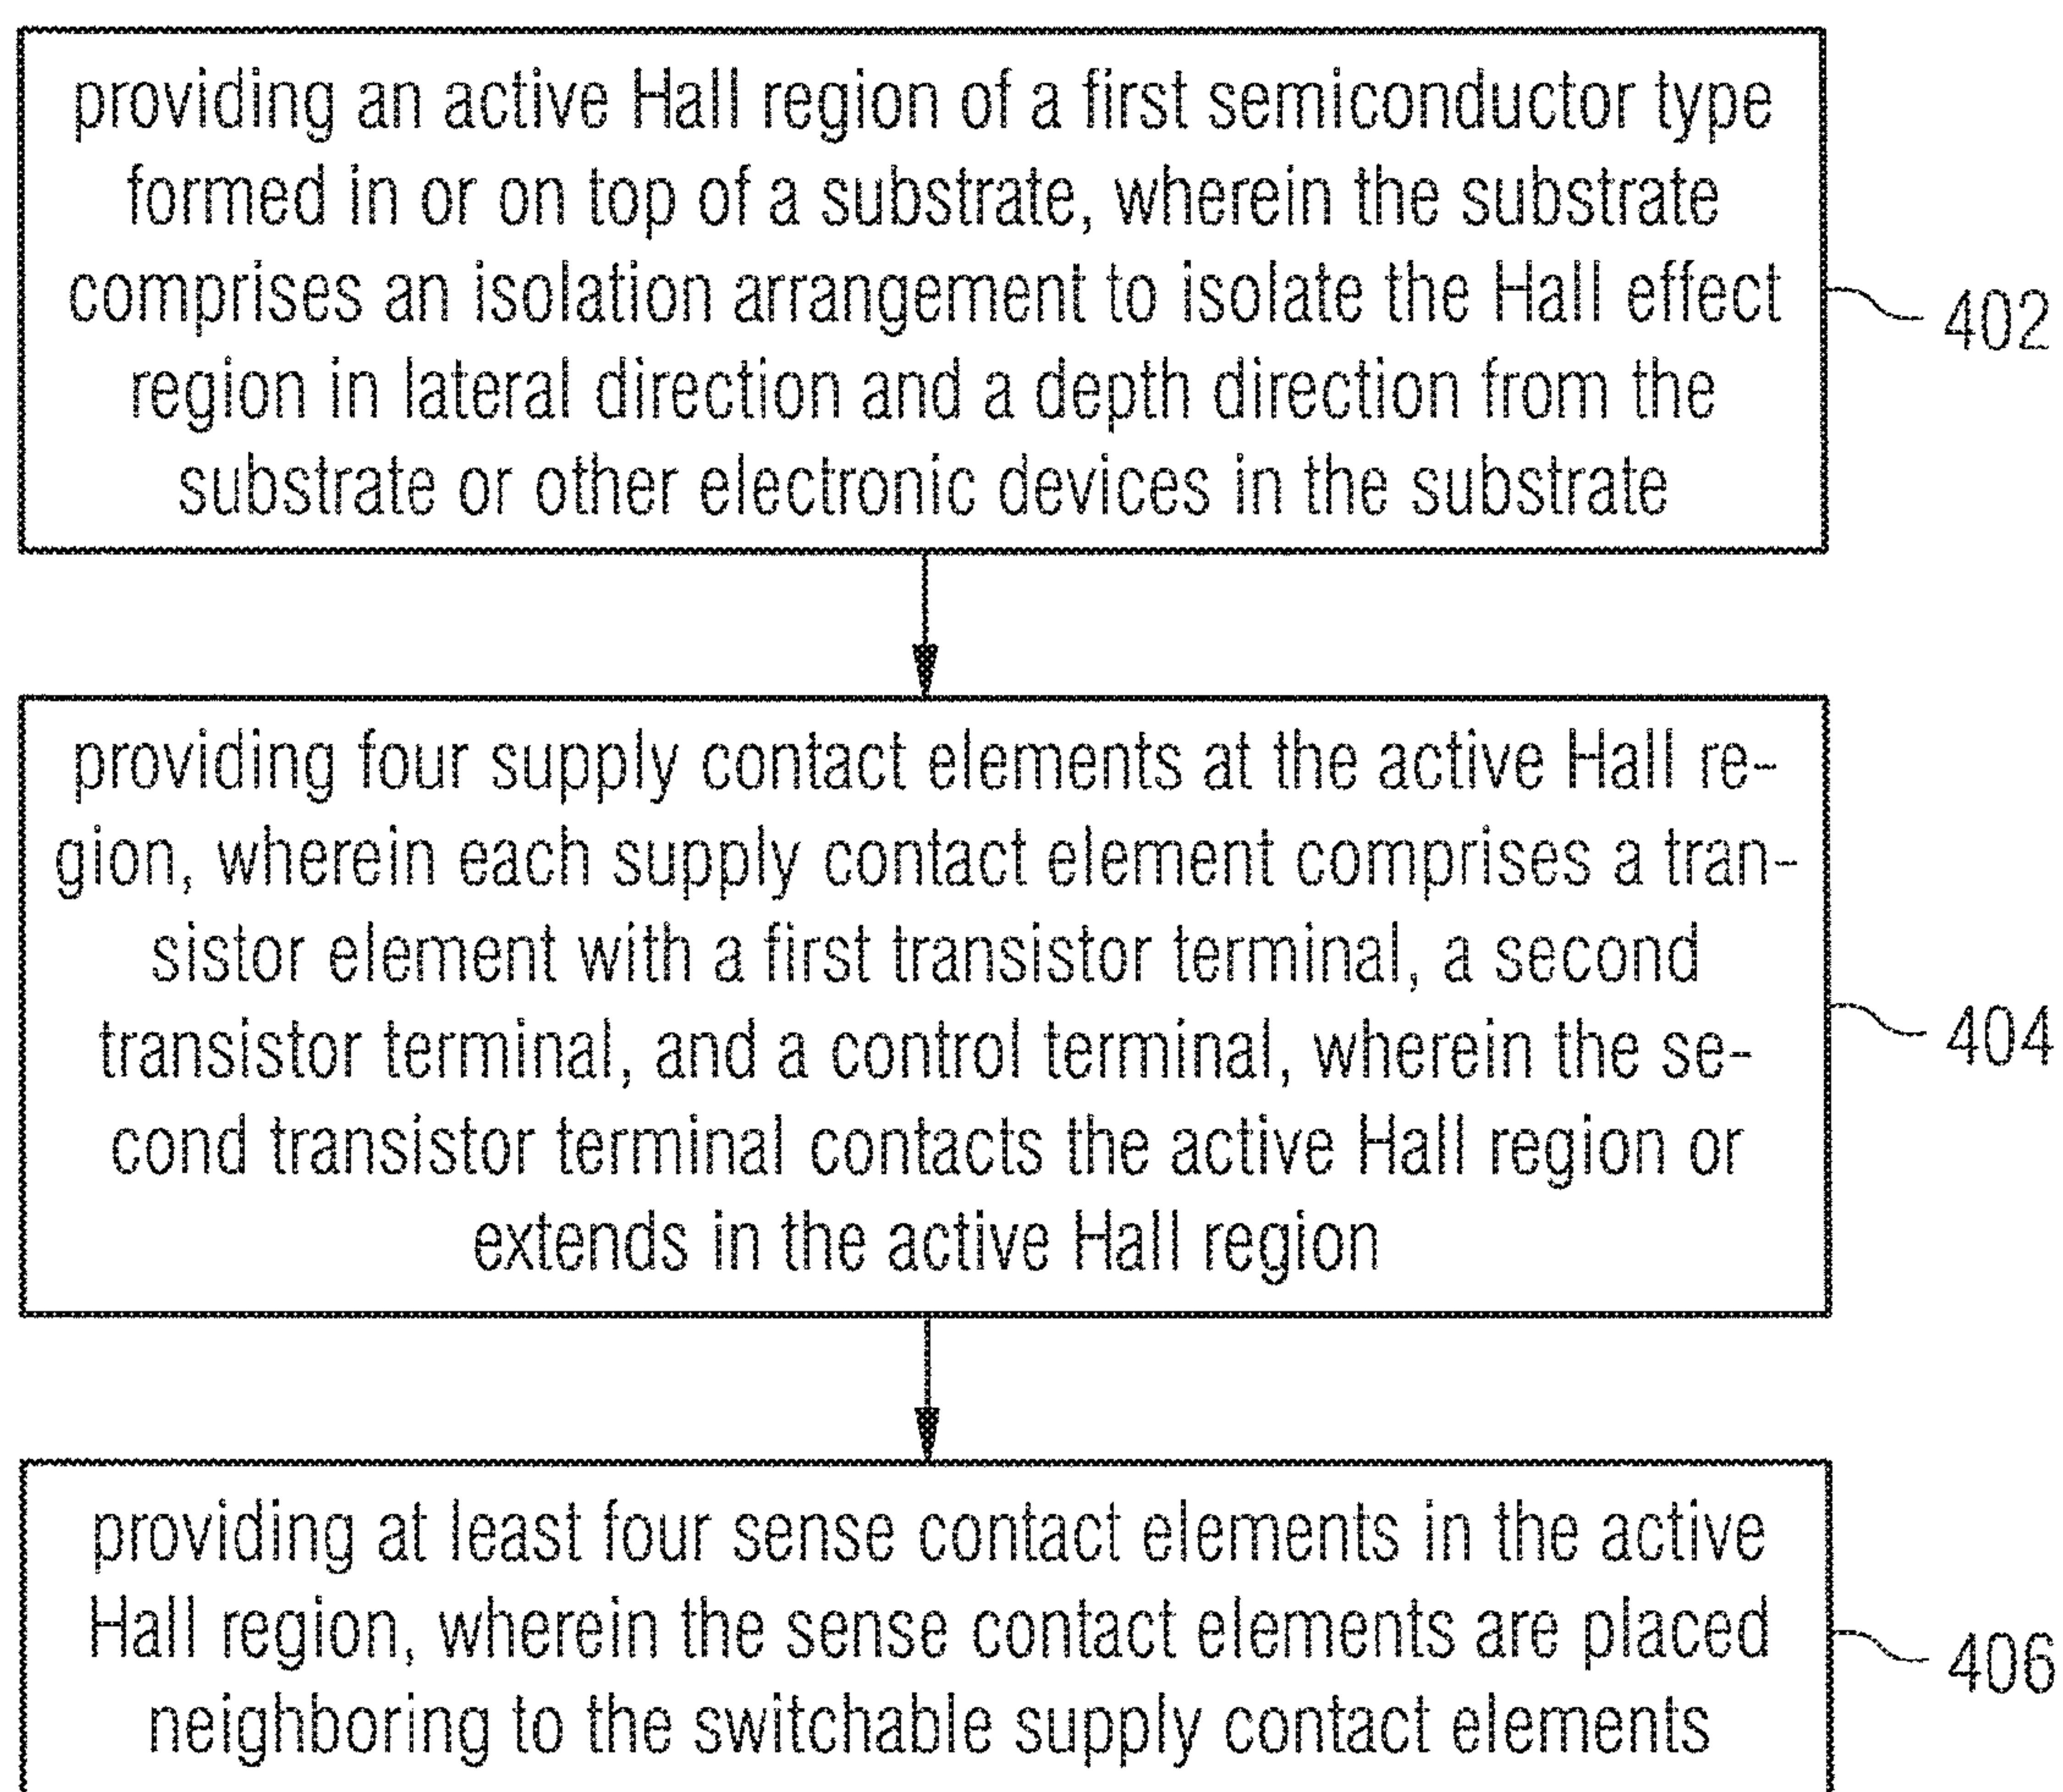 providing an active Hall region of a first semiconductor type
formed in or on top of a substrate, wherein the substrate
comprises an isolation arrangement to isolate the Hall effect
region in lateral direction and a depth direction from the
substrate or other electronic devices in the substrate
402
providing four supply contact elements at the active Hall re-
gion, wherein each supply contact element comprises a tran-
sistor element with a first transistor terminal, a second
transistor terminal, and a control terminal, wherein the se-
cond transistor terminal contacts the active Hall region or
extends in the active Hall region
404
providing at least four sense contact elements in the active
Hall region, wherein the sense contact elements are placed
neighboring to the switchable supply contact elements
406